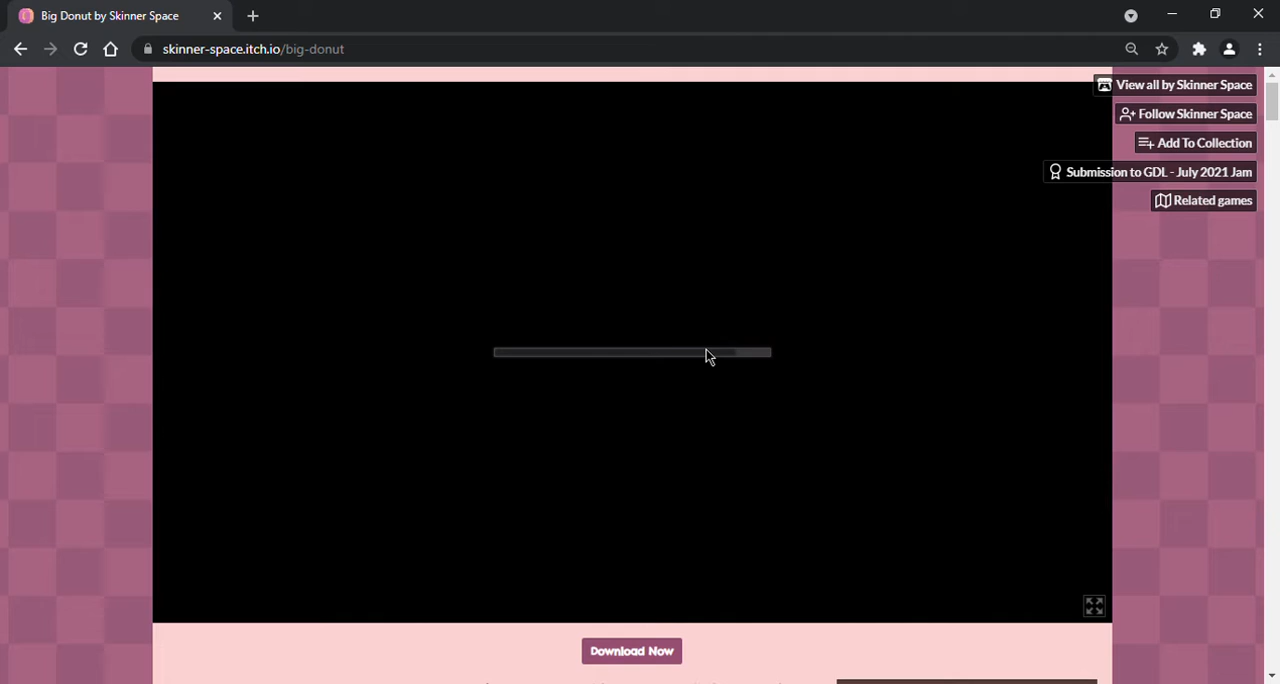 Big Donut by Skinner Space
skinner-space.itch.io/big-donut
View all by Skinner Space
Follow Skinner Space
Add To Collection
Submission to GDL - July 2021 Jam
Related games
Download Now